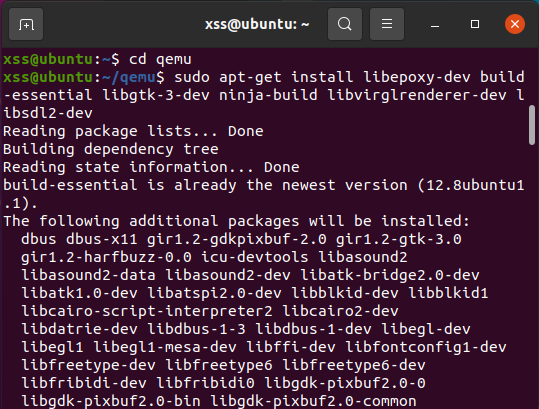 xss@ubuntu: ~
xss@ubuntu:~$ cd qemu
xss@ubuntu:~/qemu$ sudo apt-get install libepoxy-dev build
-essential libgtk-3-dev ninja-build libvirglrenderer-dev l
ibsdl2-dev
Reading package lists... Done
Building dependency tree
Reading state information... Done
build-essential is already the newest version (12.8ubuntu1
.1).
The following additional packages will be installed:
  dbus dbus-x11 gir1.2-gdkpixbuf-2.0 gir1.2-gtk-3.0
  gir1.2-harfbuzz-0.0 icu-devtools libasound2
  libasound2-data libasound2-dev libatk-bridge2.0-dev
  libatk1.0-dev libatspi2.0-dev libblkid-dev libblkid1
  libcairo-script-interpreter2 libcairo2-dev
  libdatrie-dev libdbus-1-3 libdbus-1-dev libegl-dev
  libegl1 libegl1-mesa-dev libffi-dev libfontconfig1-dev
  libfreetype-dev libfreetype6 libfreetype6-dev
  libfribidi-dev libfribidi0 libgdk-pixbuf2.0-0
  libgdk-pixbuf2.0-bin libgdk-pixbuf2.0-common